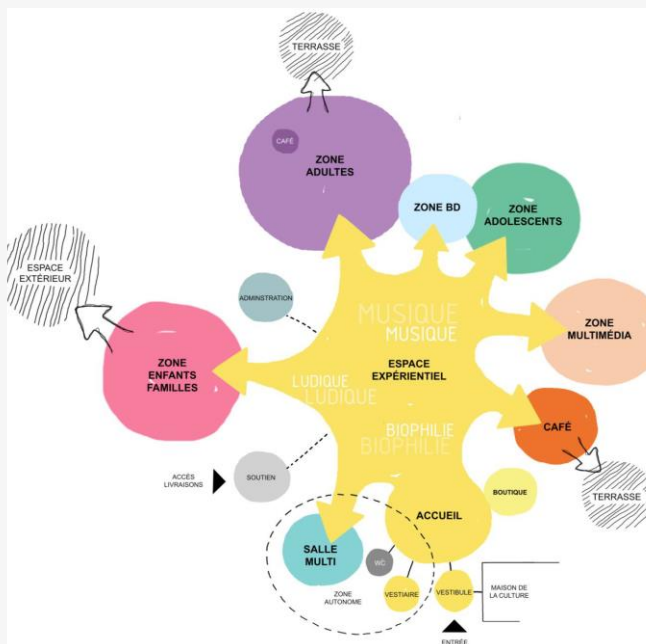 TERRASSE
CAFÉ
ZONE
ADULTES
ZONE BD
ZONE
ADOLESCENTS
ESPACE
EXTÉRIEUR
ADMINSTRATION
MUSIQUE
MUSIQUE
ZONE
MULTIMÉDIA
ZONE
ENFANTS
FAMILLES
ESPACE
EXPÉRIENTIEL
LUDIQUE
LUDIQUE
BIOPHILIE
BIOPHILIE
CAFÉ
ACCÈS
LIVRAISONS
SOUTIEN
BOUTIQUE
TERRASSE
ACCUEIL
SALLE
MULTI
WC
ZONE
AUTONOME
VESTIAIRE
VESTIBULE
MAISON DE
LA CULTURE
ENTRÉE